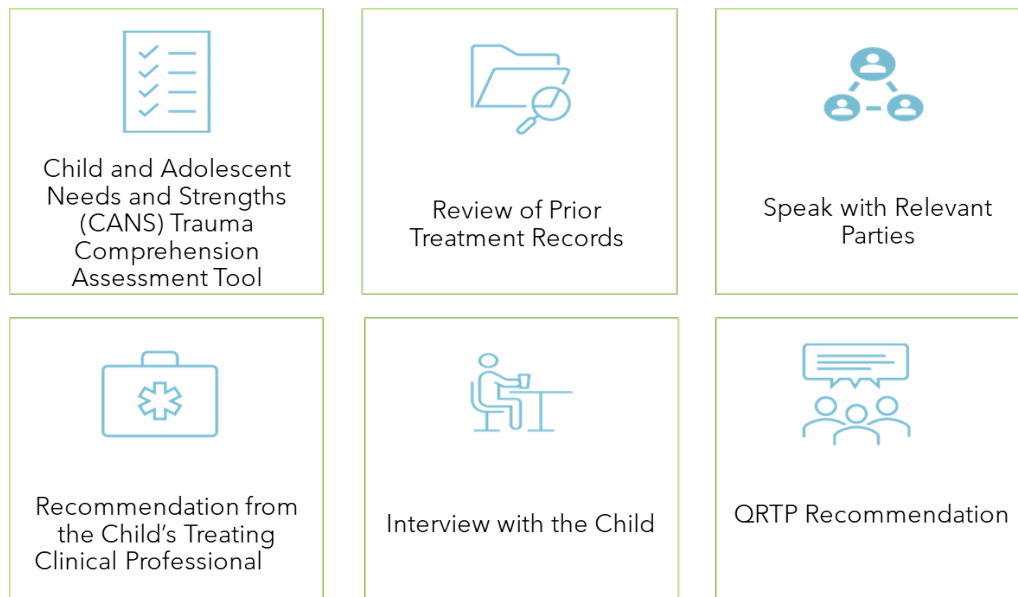 Child and Adolescent
Needs and Strengths
(CANS) Trauma
Comprehension
Assessment Tool
Review of Prior
Treatment Records
Speak with Relevant
Parties
Recommendation from
the Child's Treating
Clinical Professional
Interview with the Child
QRTP Recommendation